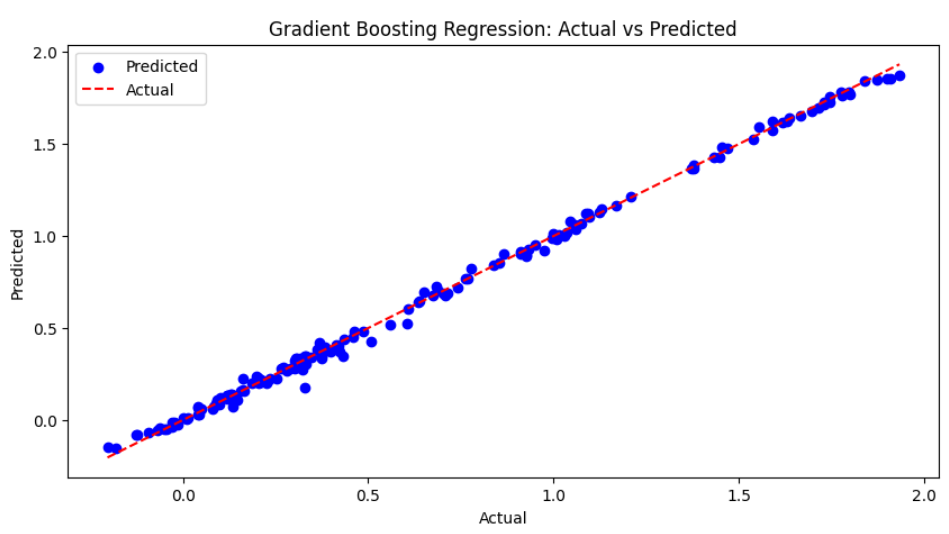 Gradient Boosting Regression: Actual vs Predicted
Predicted
Actual
2.0
1.5
1.0
0.5
0.0
Predicted
0.0 0.5 1.0 1.5 2.0
Actual